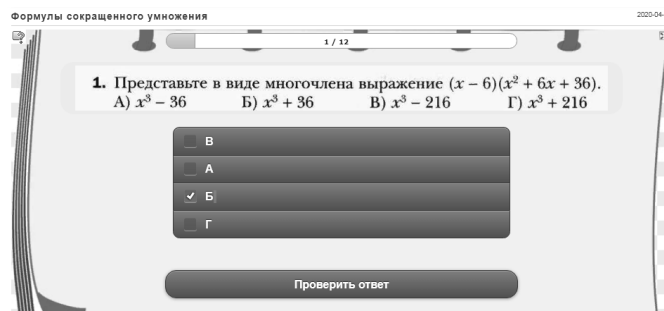 Формулы сокращенного умножения
2020-04-
1 / 12
1. Представьте в виде многочлена выражение (x − 6)(x² + 6x + 36).
А) x³ − 36 Б) x³ + 36 В) x³ − 216 Г) x³ + 216
В
А
Б
Г
Проверить ответ